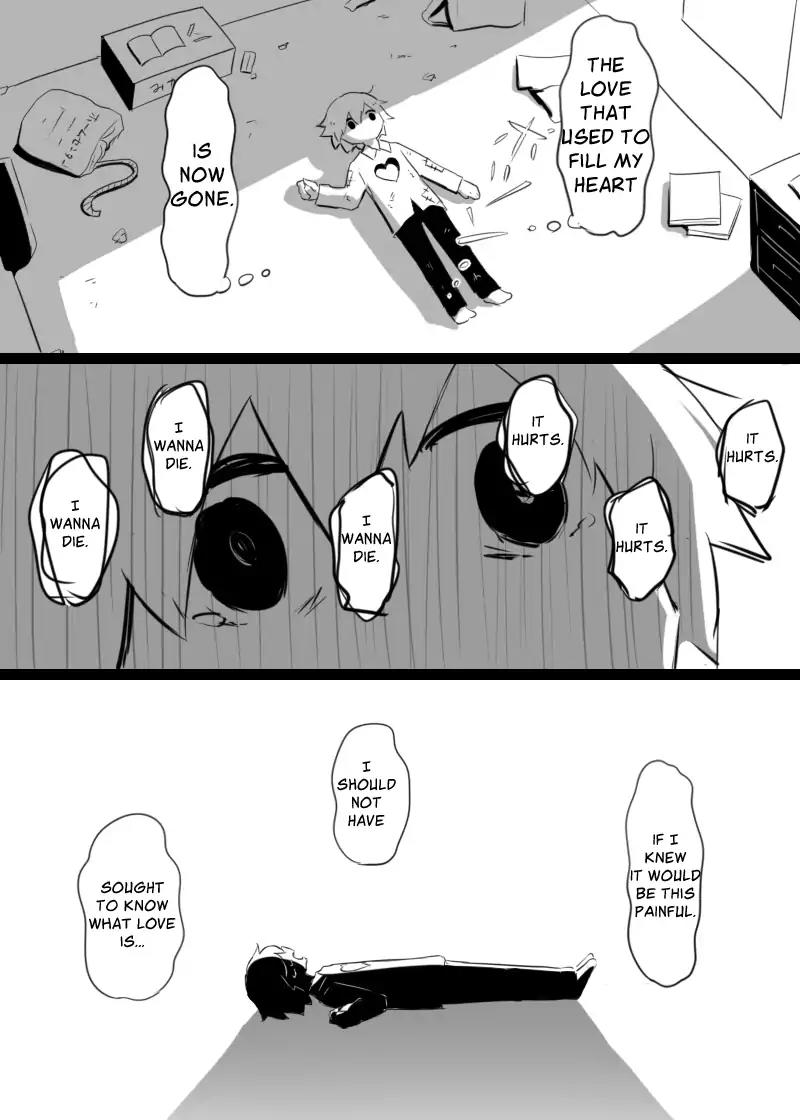 THE
LOVE
THAT
USED TO
FILL MY
HEART
IS
NOW
GONE.
IT
HURTS.
IT
HURTS.
IT
HURTS.
I
WANNA
DIE.
I
WANNA
DIE.
I
WANNA
DIE.
IF I
KNEW
IT WOULD
BE THIS
PAINFUL.
I
SHOULD
NOT
HAVE
SOUGHT
TO KNOW
WHAT LOVE
IS...